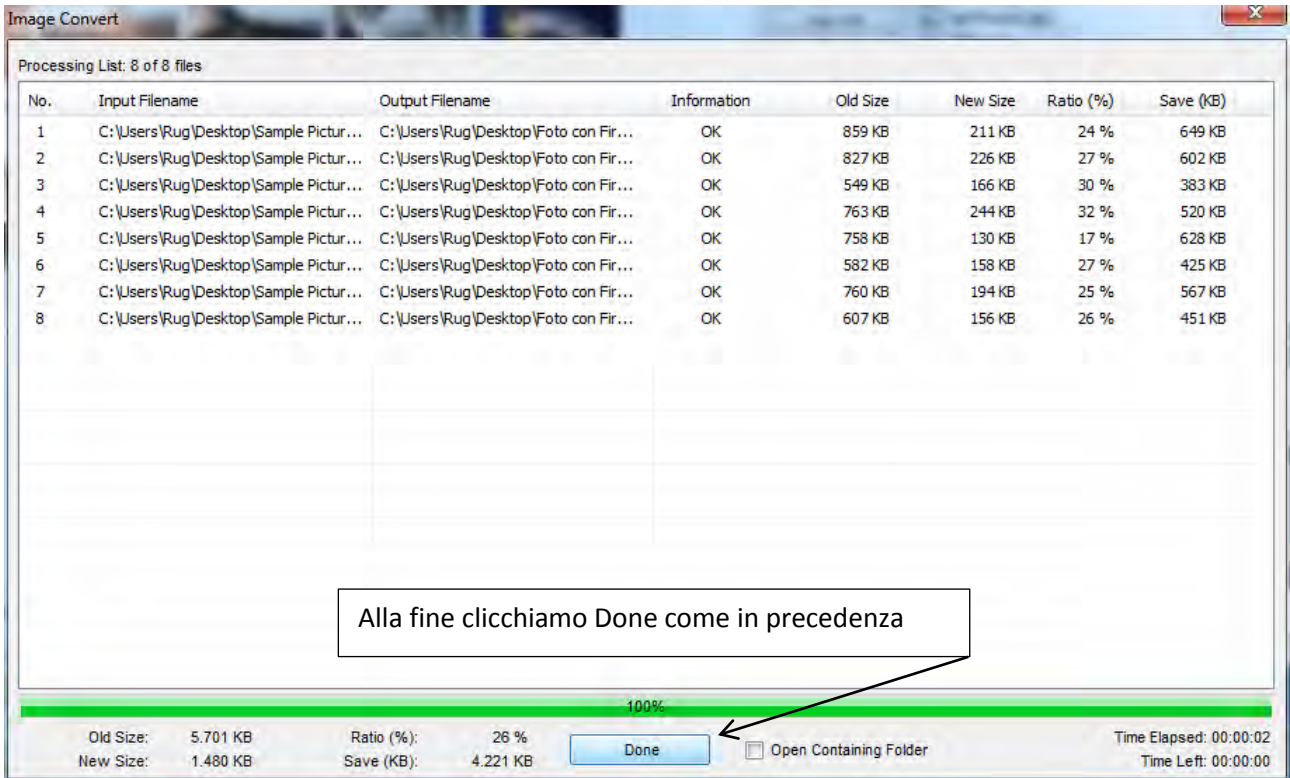 Image Convert
Processing List: 8 of 8 files
No. Input Filename Output Filename Information Old Size New Size Ratio (%) Save (KB)
1 C:\Users\Rug\Desktop\Sample Pictur... C:\Users\Rug\Desktop\Foto con Fir... OK 859 KB 211 KB 24 % 649 KB
2 C:\Users\Rug\Desktop\Sample Pictur... C:\Users\Rug\Desktop\Foto con Fir... OK 827 KB 226 KB 27 % 602 KB
3 C:\Users\Rug\Desktop\Sample Pictur... C:\Users\Rug\Desktop\Foto con Fir... OK 549 KB 166 KB 30 % 383 KB
4 C:\Users\Rug\Desktop\Sample Pictur... C:\Users\Rug\Desktop\Foto con Fir... OK 763 KB 244 KB 32 % 520 KB
5 C:\Users\Rug\Desktop\Sample Pictur... C:\Users\Rug\Desktop\Foto con Fir... OK 758 KB 130 KB 17 % 628 KB
6 C:\Users\Rug\Desktop\Sample Pictur... C:\Users\Rug\Desktop\Foto con Fir... OK 582 KB 158 KB 27 % 425 KB
7 C:\Users\Rug\Desktop\Sample Pictur... C:\Users\Rug\Desktop\Foto con Fir... OK 760 KB 194 KB 25 % 567 KB
8 C:\Users\Rug\Desktop\Sample Pictur... C:\Users\Rug\Desktop\Foto con Fir... OK 607 KB 156 KB 26 % 451 KB
Alla fine clicchiamo Done come in precedenza
100%
Old Size: 5.701 KB Ratio (%): 26 % Done Open Containing Folder Time Elapsed: 00:00:02
New Size: 1.480 KB Save (KB): 4.221 KB Time Left: 00:00:00